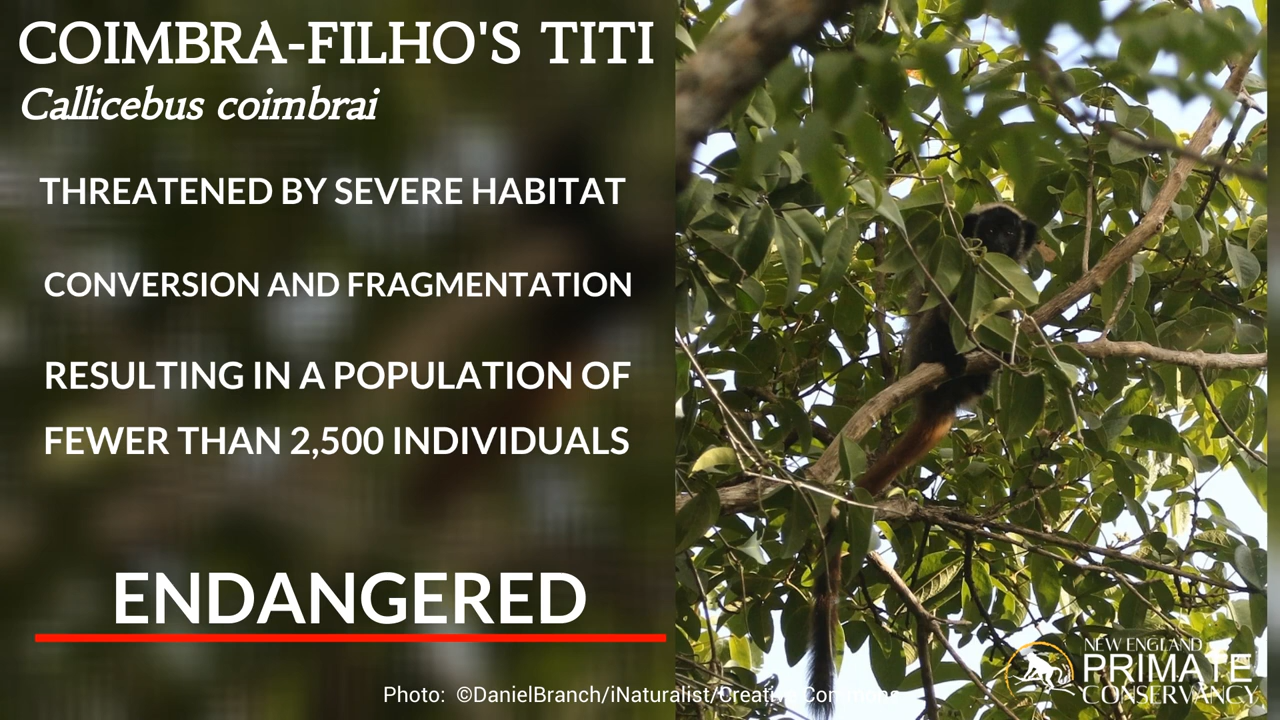 COIMBRA-FILHO'S TITI
Callicebus coimbrai
THREATENED BY SEVERE HABITAT
CONVERSION AND FRAGMENTATION
RESULTING IN A POPULATION OF
FEWER THAN 2,500 INDIVIDUALS
ENDANGERED
NEW ENGLAND
PRIMATE
CONSERVANCY
Photo: ©DanielBranch/iNaturalist/Creative Commons